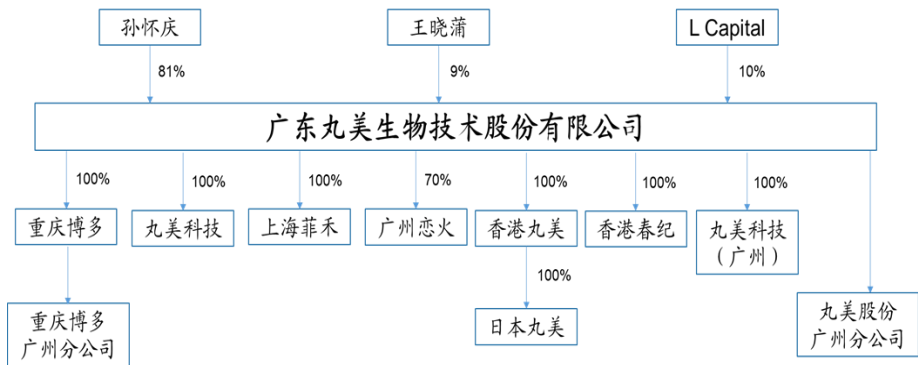 孙怀庆
王晓蒲
L Capital
81%
9%
10%
广东丸美生物技术股份有限公司
100%
100%
100%
70%
100%
100%
100%
重庆博多
丸美科技
上海菲禾
广州恋火
香港丸美
香港春纪
丸美科技
（广州）
100%
重庆博多
广州分公司
日本丸美
丸美股份
广州分公司